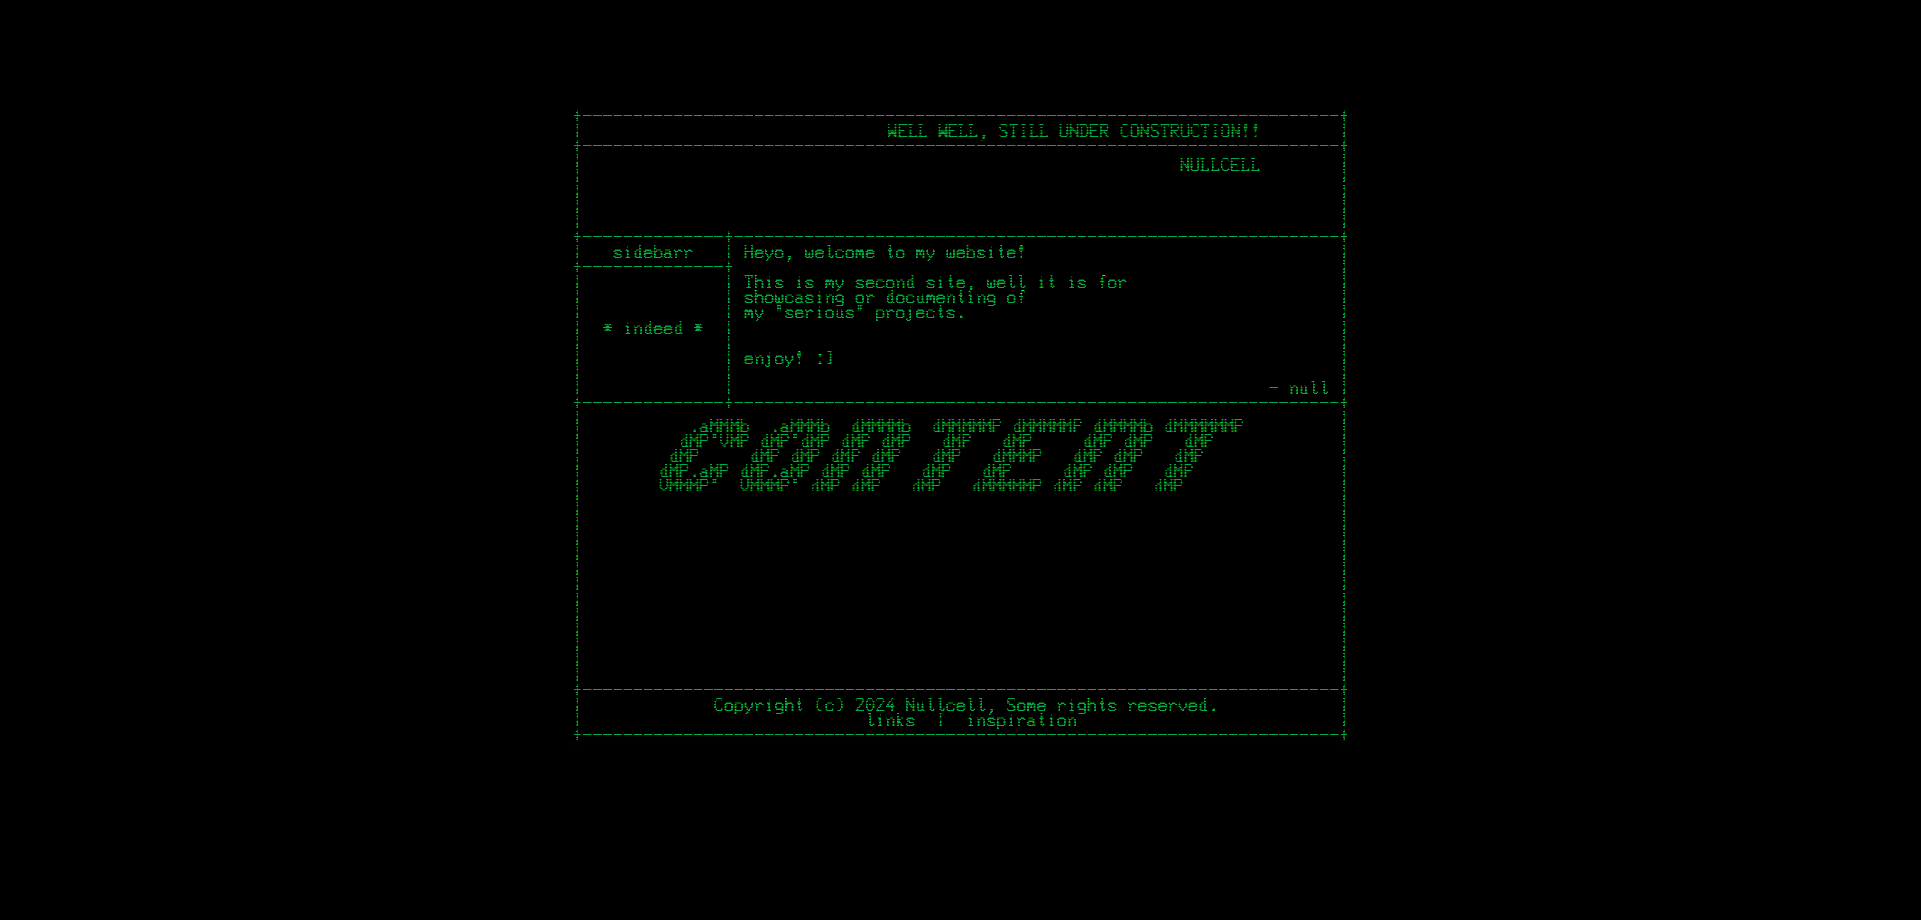 WELL WELL, STILL UNDER CONSTRUCTION!!
NULLCELL
sidebarr
* indeed *
Heyo, welcome to my website!
This is my second site, well it is for
showcasing or documenting of
my "serious" projects.
enjoy! :]
- null
CONTENT
Copyright (c) 2024 Nullcell, Some rights reserved.
links | inspiration